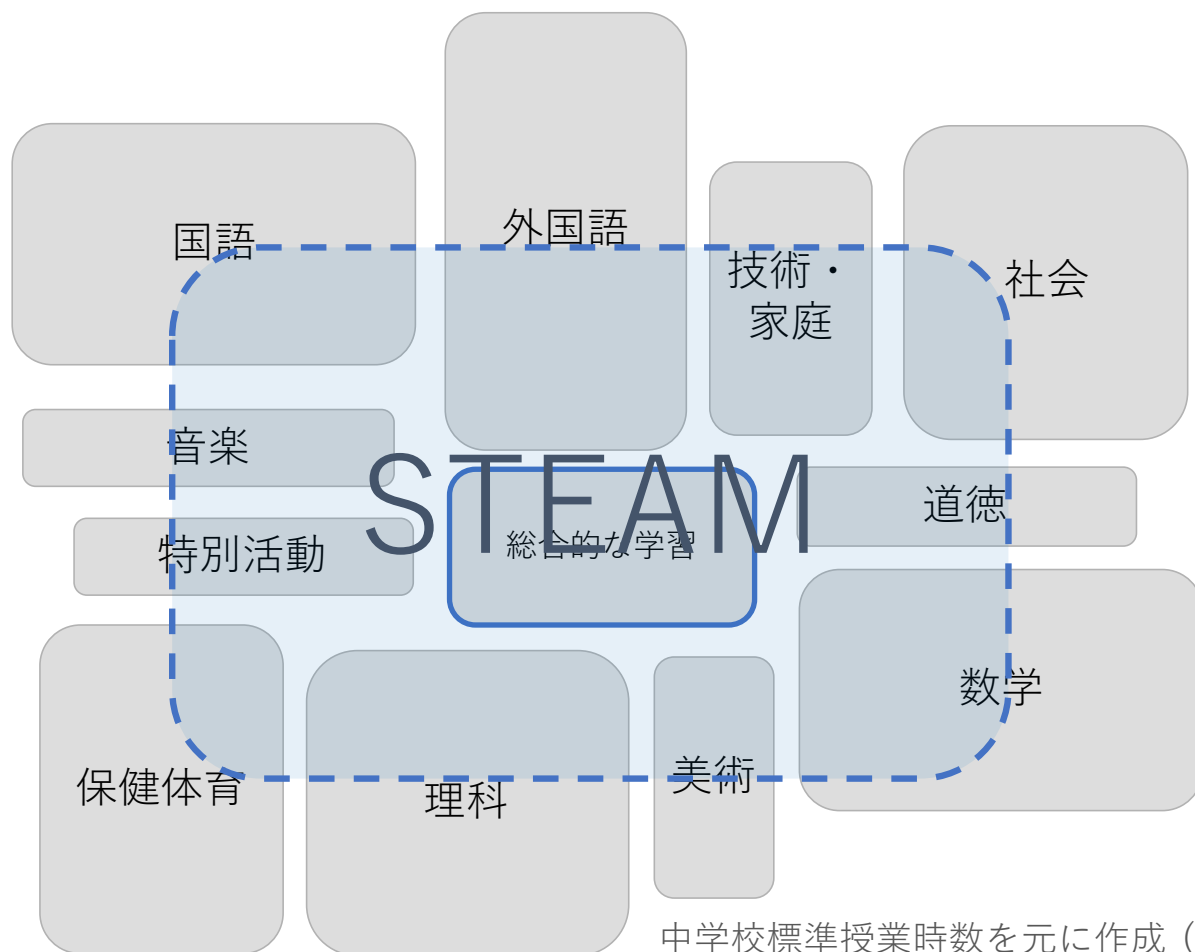 国語
外国語
技術・
家庭
社会
音楽
STEAM
道徳
特別活動
総合的な学習
数学
保健体育
理科
美術
中学校標準授業時数を元に作成（